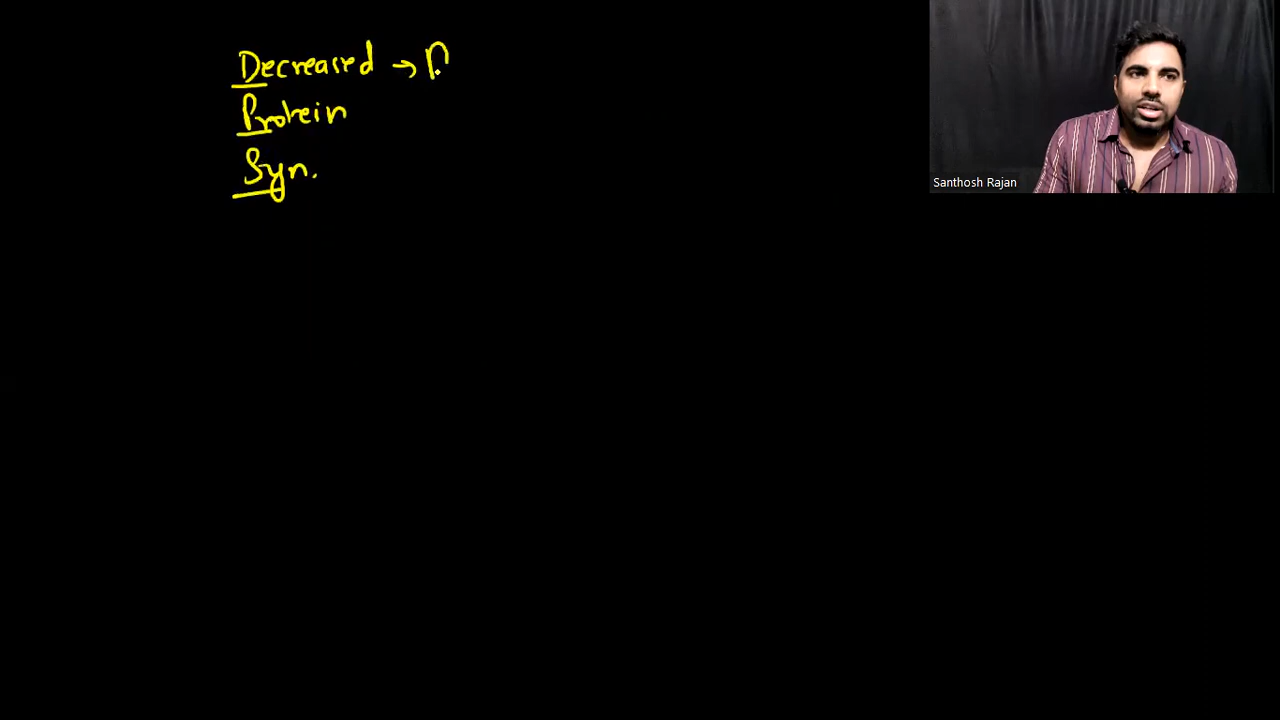 Decreased →
Protein
Syn.
Santhosh Rajan